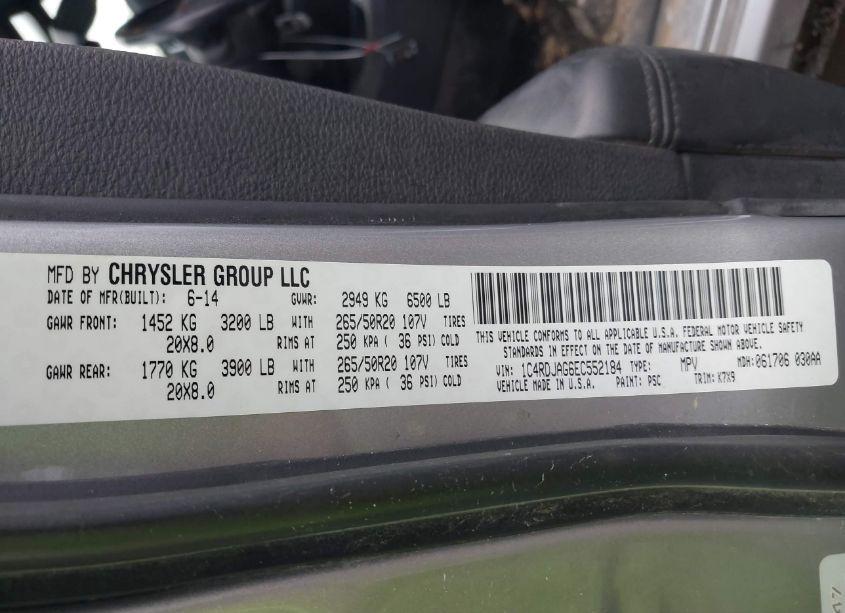 MFD BY CHRYSLER GROUP LLC
DATE OF MFR(BUILT): 6-14 GVWR: 2949 KG 6500 LB
GAWR FRONT: 1452 KG 3200 LB WITH 265/50R20 107V TIRES
20X8.0 RIMS AT 250 KPA ( 36 PSI) COLD
GAWR REAR: 1770 KG 3900 LB WITH 265/50R20 107V TIRES
20X8.0 RIMS AT 250 KPA ( 36 PSI) COLD
THIS VEHICLE CONFORMS TO ALL APPLICABLE U.S.A. FEDERAL MOTOR VEHICLE SAFETY
STANDARDS IN EFFECT ON THE DATE OF MANUFACTURE SHOWN ABOVE.
VIN: 1C4RDJAG6EC552184 TYPE: MPV MDH: 061706 030AA
VEHICLE MADE IN U.S.A. PAINT: PSC TRIM: K7X9